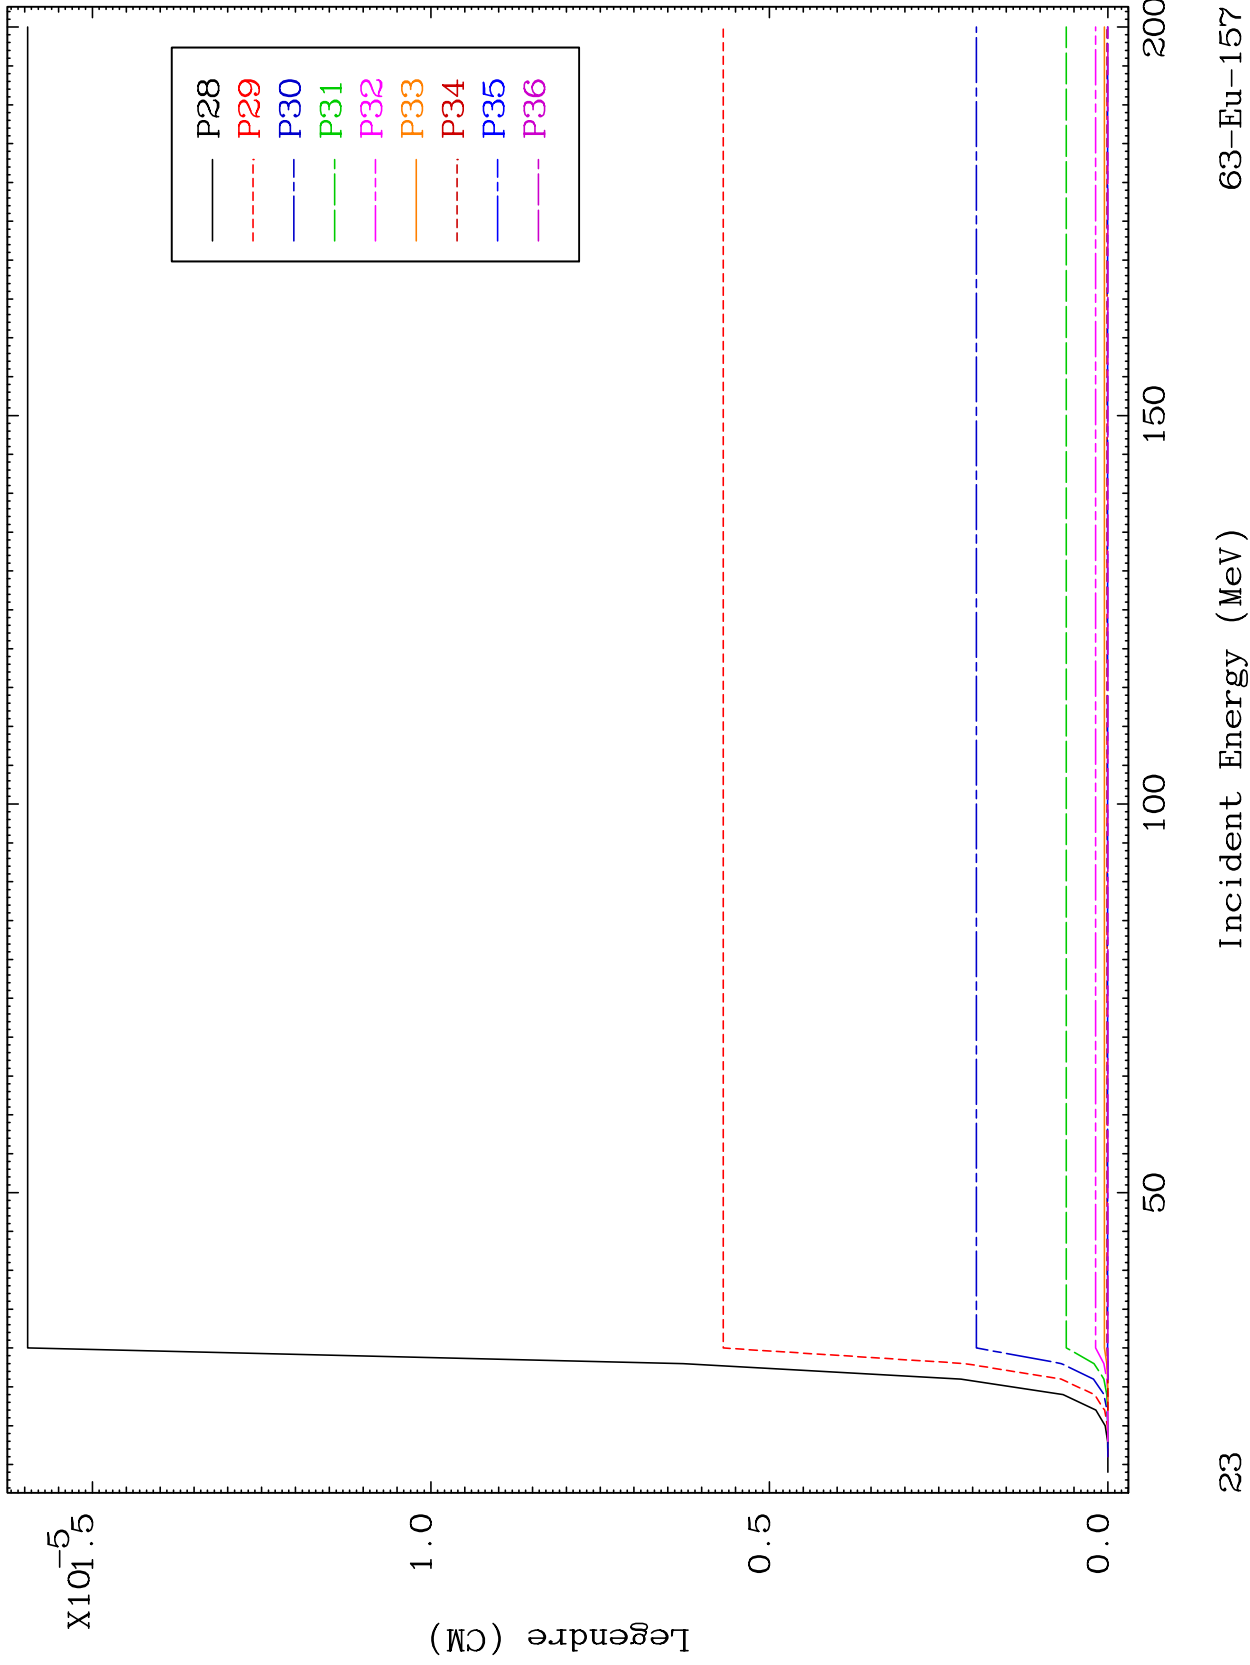 X10-5
1.5
1.0
0.5
0.0
Legendre (CM)
P28
P29
P30
P31
P32
P33
P34
P35
P36
50
100
150
200
Incident Energy (MeV)
23
63-Eu-157